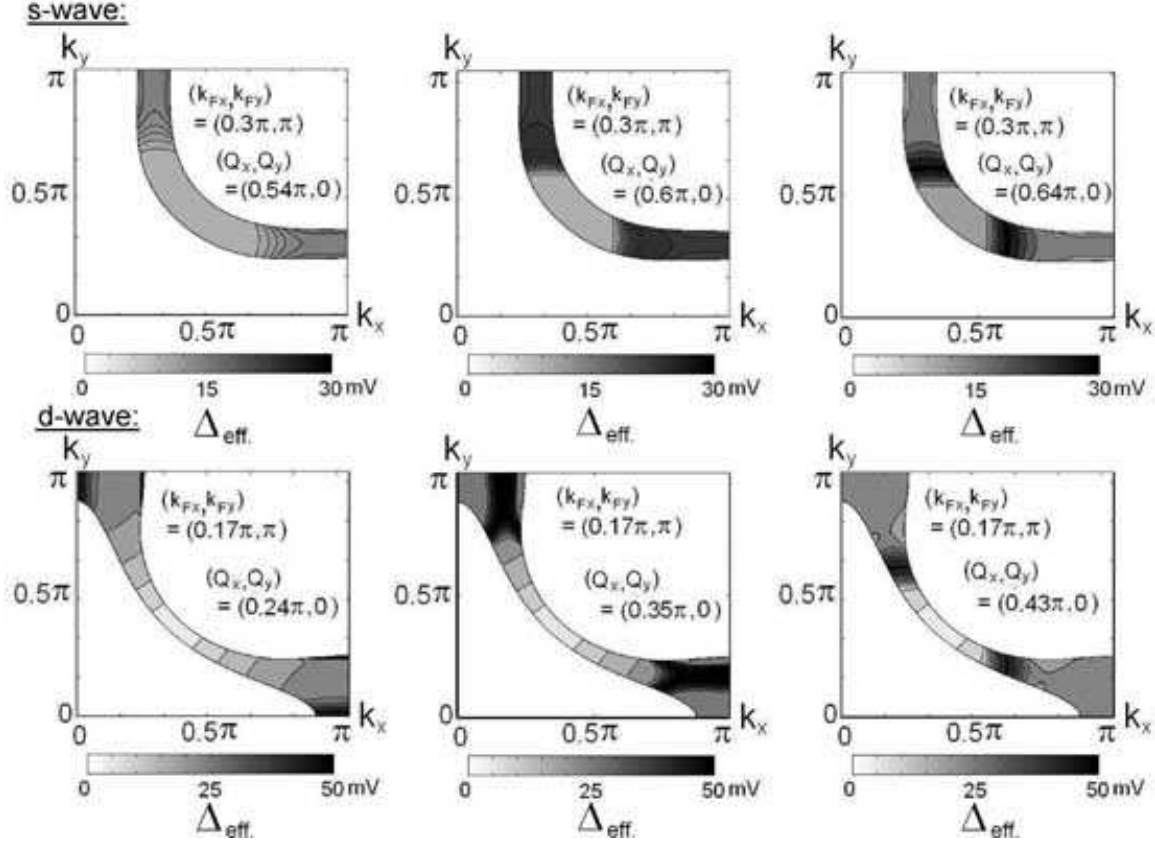 s-wave:
k_y
π
0.5π
0
0
0.5π
π
k_x
(k_Fx,k_Fy)
=(0.3π,π)
(Q_x,Q_y)
=(0.54π,0)
0
15
30 mV
Δ_eff.
k_y
π
0.5π
0
0
0.5π
π
k_x
(k_Fx,k_Fy)
=(0.3π,π)
(Q_x,Q_y)
=(0.6π,0)
0
15
30 mV
Δ_eff.
k_y
π
0.5π
0
0
0.5π
π
k_x
(k_Fx,k_Fy)
=(0.3π,π)
(Q_x,Q_y)
=(0.64π,0)
0
15
30 mV
Δ_eff.
d-wave:
k_y
π
0.5π
0
0
0.5π
π
k_x
(k_Fx,k_Fy)
=(0.17π,π)
(Q_x,Q_y)
=(0.24π,0)
0
25
50 mV
Δ_eff.
k_y
π
0.5π
0
0
0.5π
π
k_x
(k_Fx,k_Fy)
=(0.17π,π)
(Q_x,Q_y)
=(0.35π,0)
0
25
50 mV
Δ_eff.
k_y
π
0.5π
0
0
0.5π
π
k_x
(k_Fx,k_Fy)
=(0.17π,π)
(Q_x,Q_y)
=(0.43π,0)
0
25
50 mV
Δ_eff.